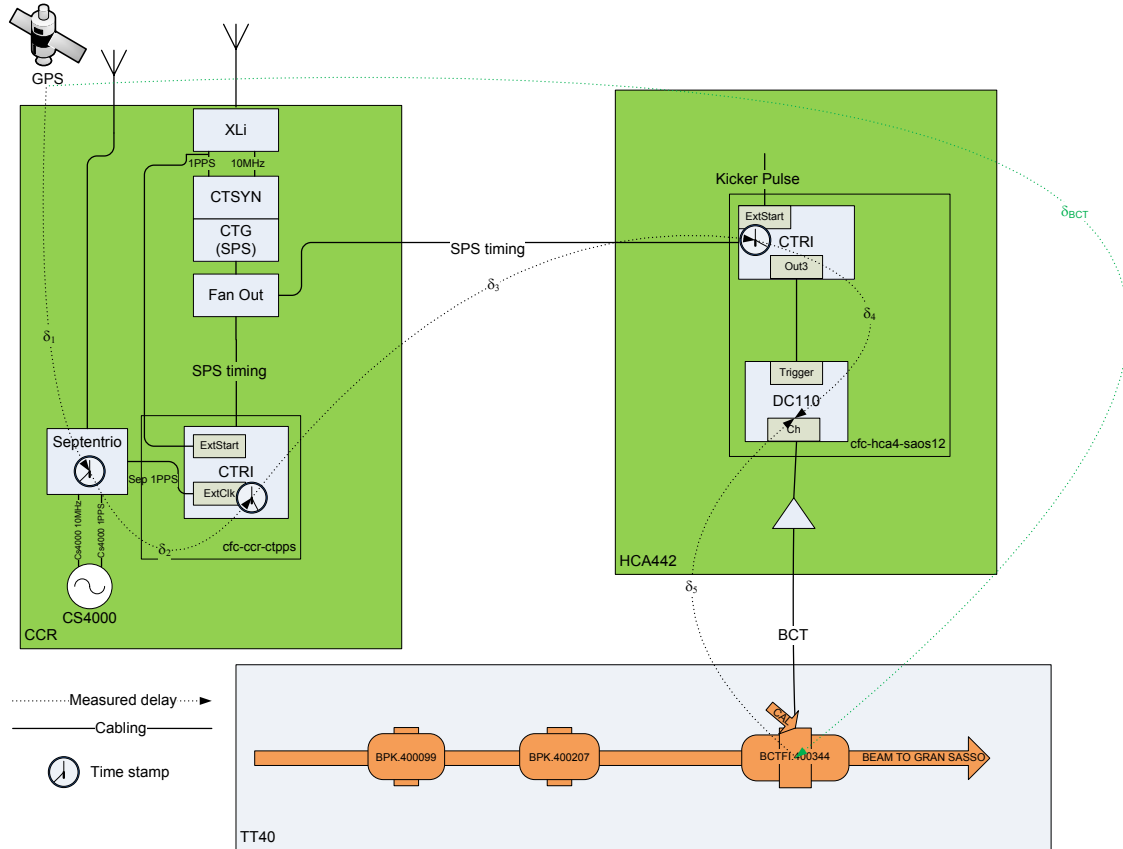 GPS
XLi
1PPS
10MHz
CTSYN
CTG
(SPS)
Fan Out
SPS timing
δ1
Septentrio
Sep 1PPS
Cs4000 10MHz
Cs4000 1PPS
CS4000
CCR
ExtStart
CTRI
ExtClk
cfc-ccr-ctpps
δ2
SPS timing
δ3
Kicker Pulse
ExtStart
CTRI
Out3
δ4
Trigger
DC110
Ch
cfc-hca4-saos12
HCA442
δ5
δBCT
BCT
Measured delay
Cabling
Time stamp
CAL
BPK.400099
BPK.400207
BCTFI.400344
BEAM TO GRAN SASSO
TT40